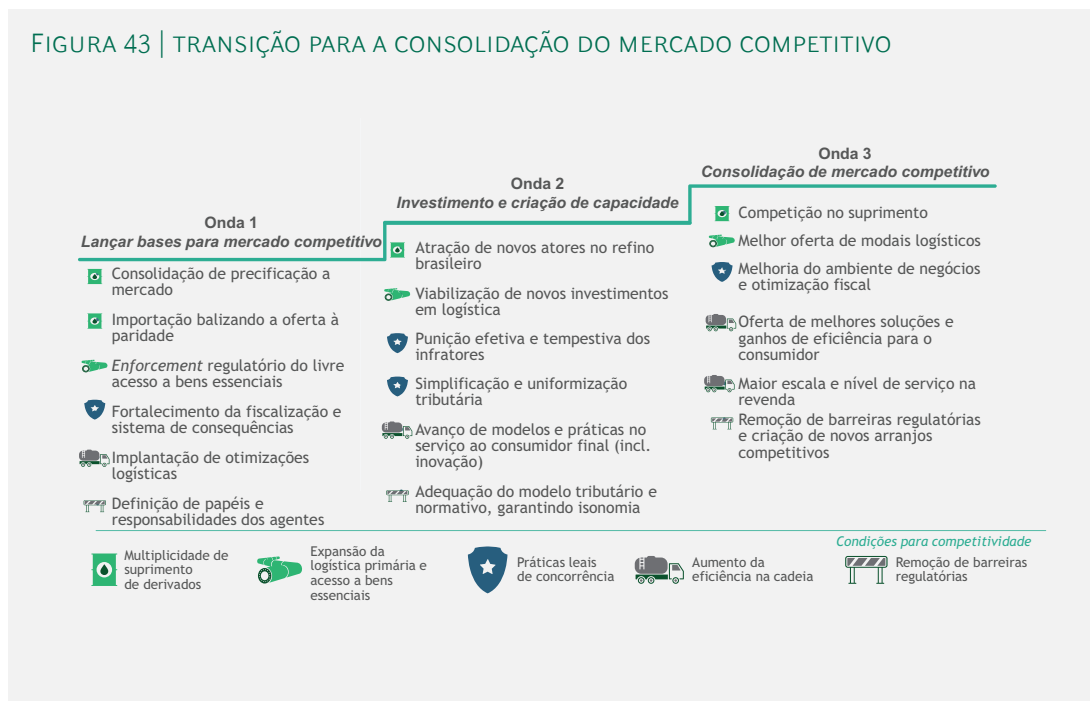 FIGURA 43 | TRANSIÇÃO PARA A CONSOLIDAÇÃO DO MERCADO COMPETITIVO
Onda 1
Lançar bases para mercado competitivo
Consolidação de precificação a
mercado
Importação balizando a oferta à
paridade
Enforcement regulatório do livre
acesso a bens essenciais
Fortalecimento da fiscalização e
sistema de consequências
Implantação de otimizações
logísticas
Definição de papéis e
responsabilidades dos agentes
Onda 2
Investimento e criação de capacidade
Atração de novos atores no refino
brasileiro
Viabilização de novos investimentos
em logística
Punição efetiva e tempestiva dos
infratores
Simplificação e uniformização
tributária
Avanço de modelos e práticas no
serviço ao consumidor final (incl.
inovação)
Adequação do modelo tributário e
normativo, garantindo isonomia
Onda 3
Consolidação de mercado competitivo
Competição no suprimento
Melhor oferta de modais logísticos
Melhoria do ambiente de negócios
e otimização fiscal
Oferta de melhores soluções e
ganhos de eficiência para o
consumidor
Maior escala e nível de serviço na
revenda
Remoção de barreiras regulatórias
e criação de novos arranjos
competitivos
Condições para competitividade
Multiplicidade de
suprimento
de derivados
Expansão da
logística primária e
acesso a bens
essenciais
Práticas leais
de concorrência
Aumento da
eficiência na cadeia
Remoção de barreiras
regulatórias